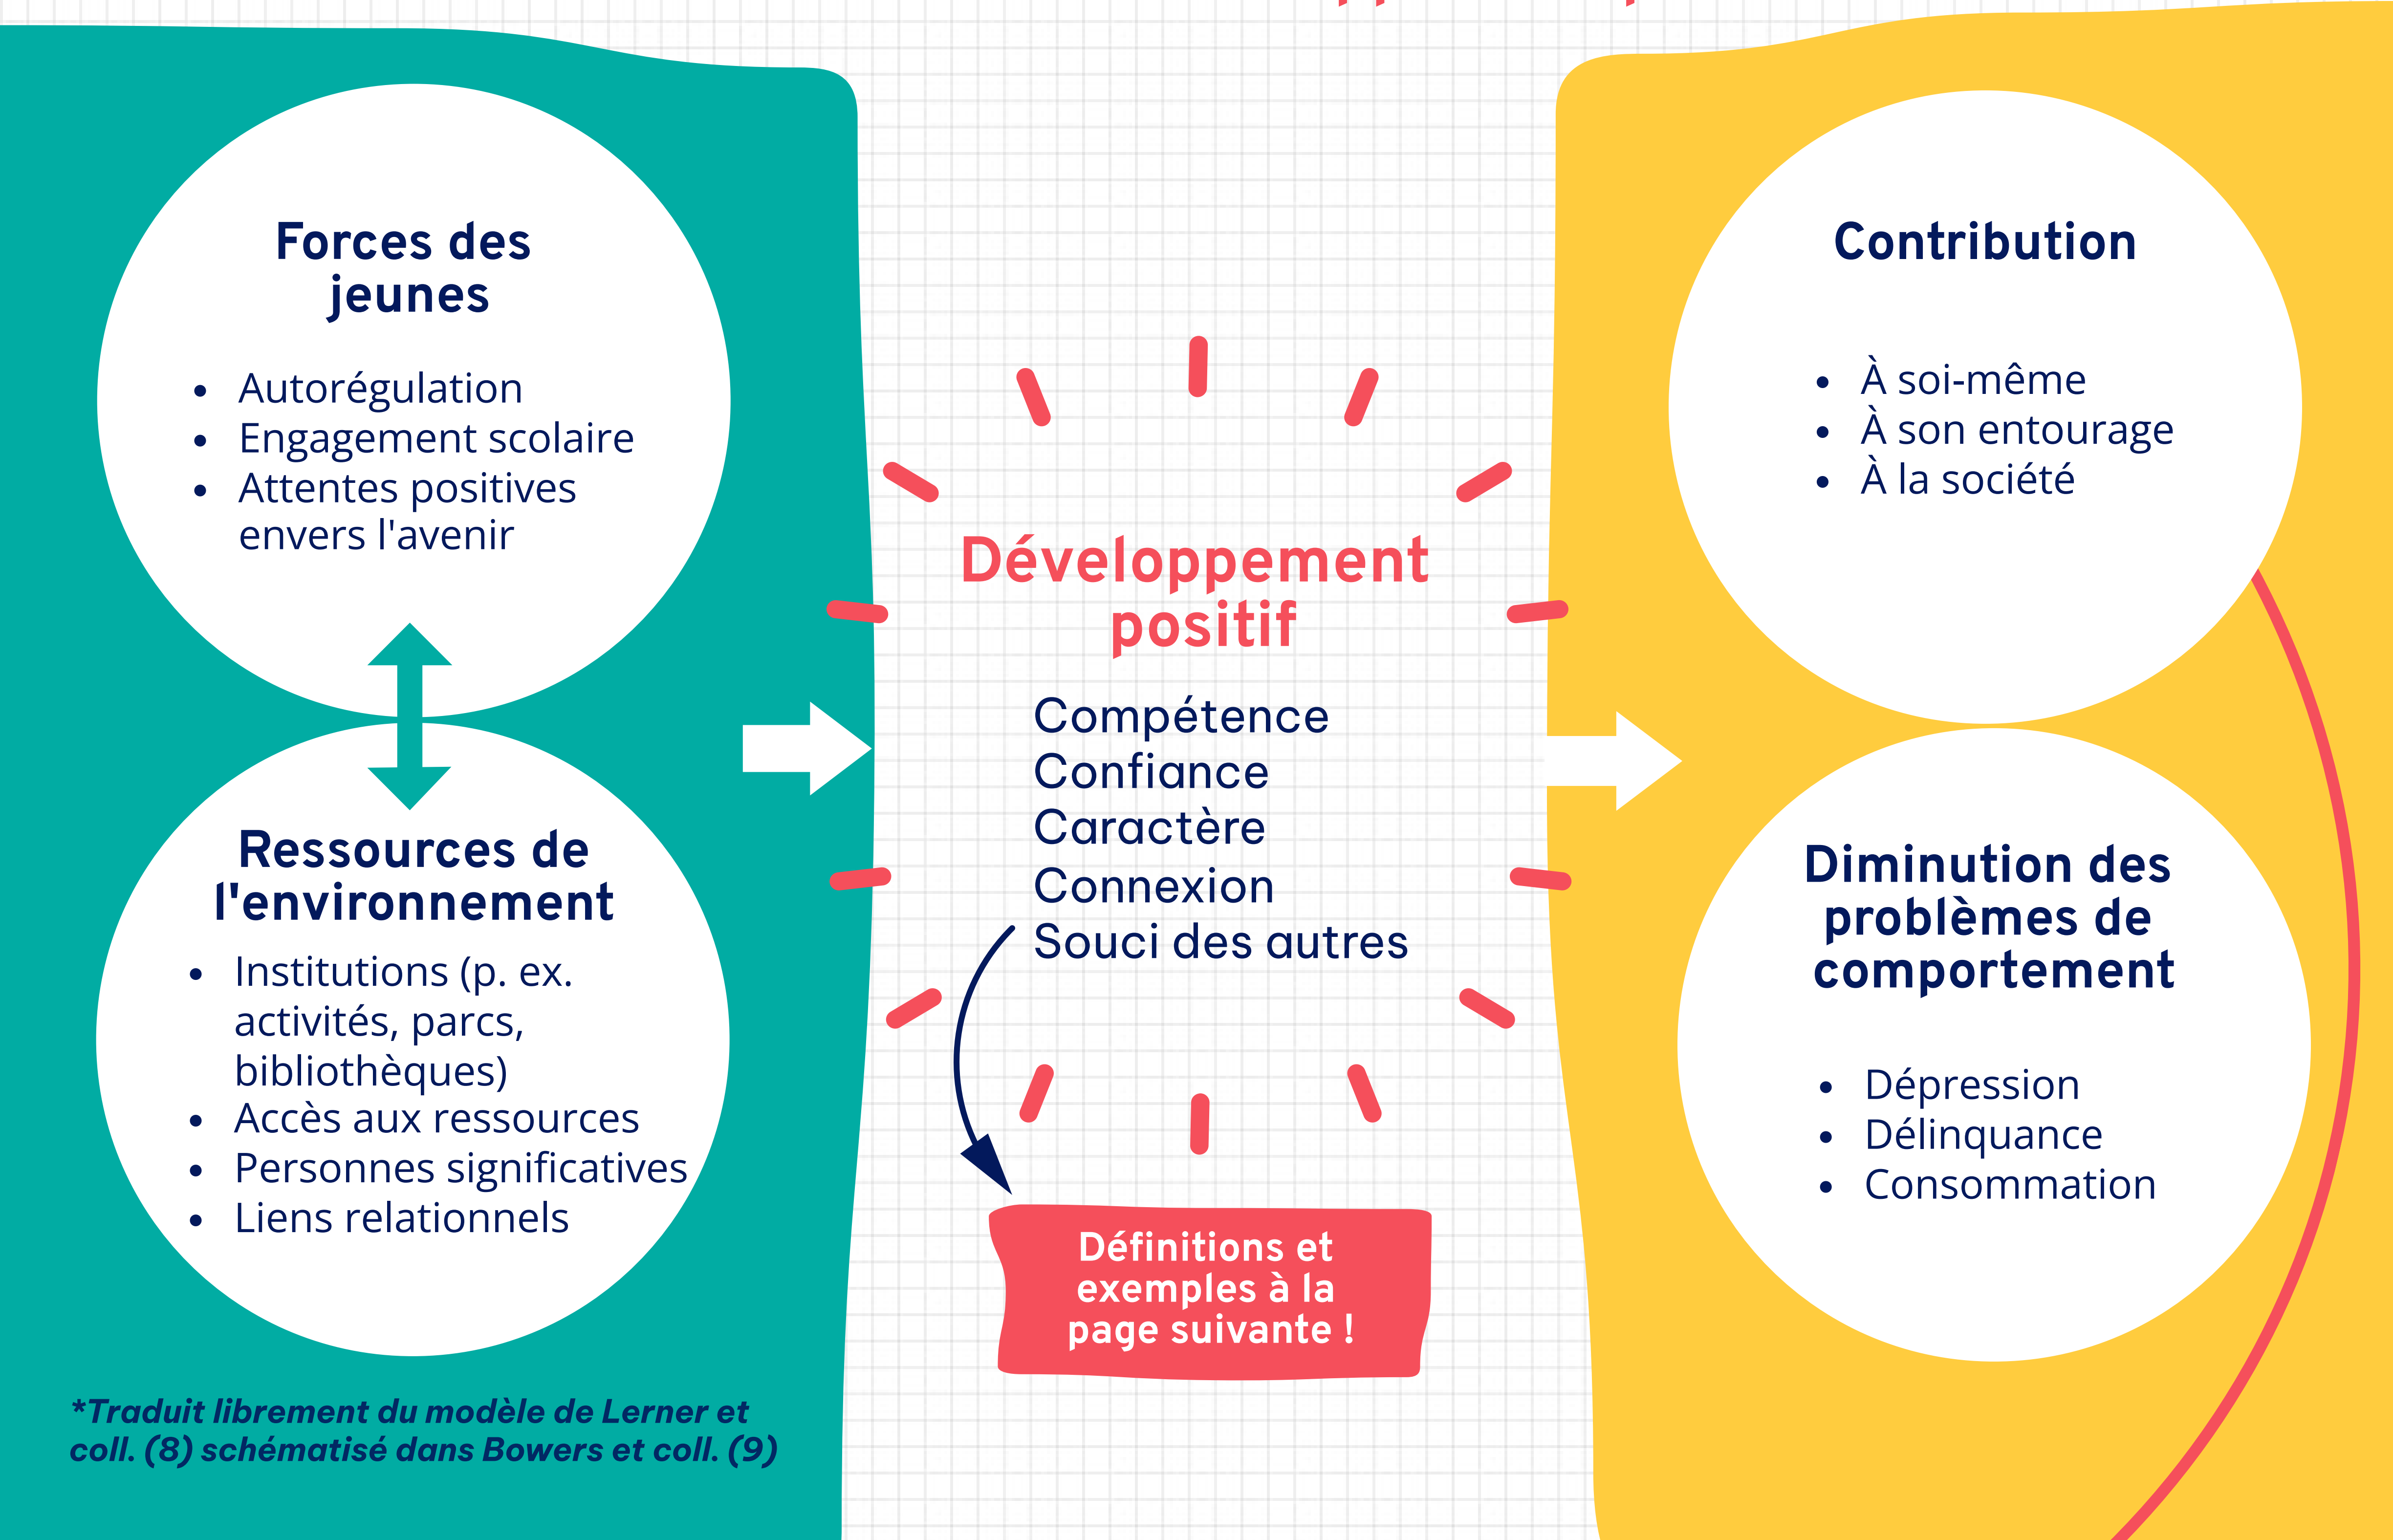 Forces des
jeunes
• Autorégulation
• Engagement scolaire
• Attentes positives
envers l'avenir
Ressources de
l'environnement
• Institutions (p. ex.
activités, parcs,
bibliothèques)
• Accès aux ressources
• Personnes significatives
• Liens relationnels
*Traduit librement du modèle de Lerner et
coll. (8) schématisé dans Bowers et coll. (9)
Développement
positif
Compétence
Confiance
Caractère
Connexion
Souci des autres
Définitions et
exemples à la
page suivante !
Contribution
• À soi-même
• À son entourage
• À la société
Diminution des
problèmes de
comportement
• Dépression
• Délinquance
• Consommation